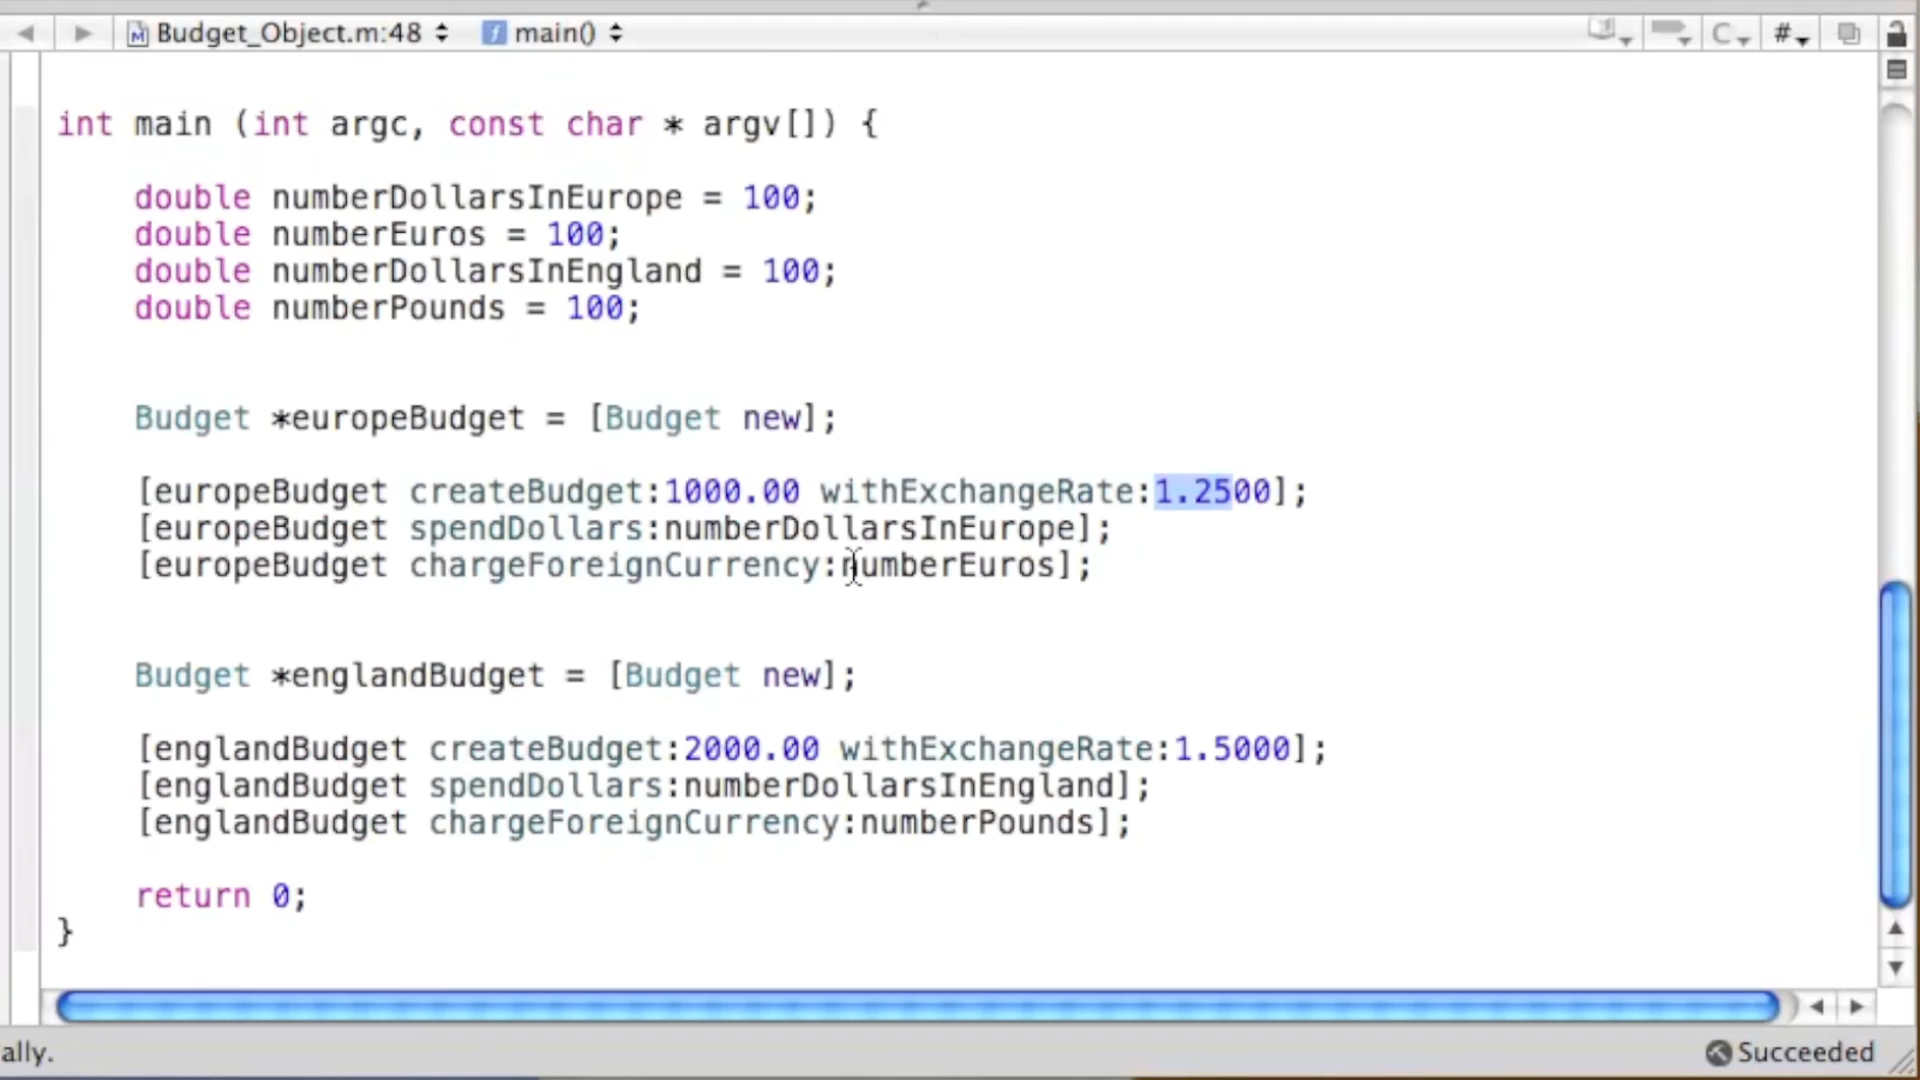 Budget_Object.m:48 main() C #
int main (int argc, const char * argv[]) {
double numberDollarsInEurope = 100;
double numberEuros = 100;
double numberDollarsInEngland = 100;
double numberPounds = 100;
Budget *europeBudget = [Budget new];
[europeBudget createBudget:1000.00 withExchangeRate:1.2500];
[europeBudget spendDollars:numberDollarsInEurope];
[europeBudget chargeForeignCurrency:numberEuros];
Budget *englandBudget = [Budget new];
[englandBudget createBudget:2000.00 withExchangeRate:1.5000];
[englandBudget spendDollars:numberDollarsInEngland];
[englandBudget chargeForeignCurrency:numberPounds];
return 0;
}
ally. Succeeded